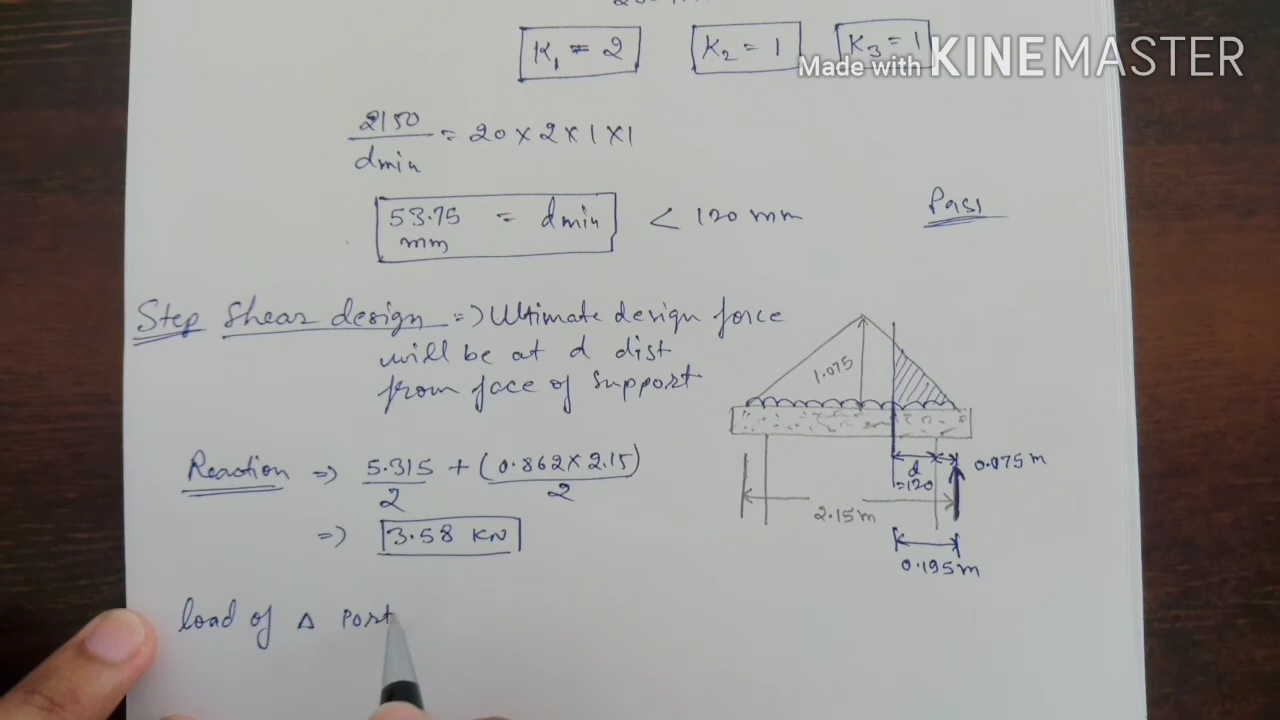 K₁ = 2 K₂ = 1 K₃ = 1
Made with KINEMASTER
2150 / dmin = 20 × 2 × 1 × 1
53.75 mm = dmin < 120 mm Pass
Step Shear design => Ultimate design force
will be at d dist
from face of support
1.075
Reaction => 5.315 / 2 + (0.862 × 2.15) / 2
d = 120 0.075 m
2.15 m
=> 3.58 KN
0.195 m
load of Δ port